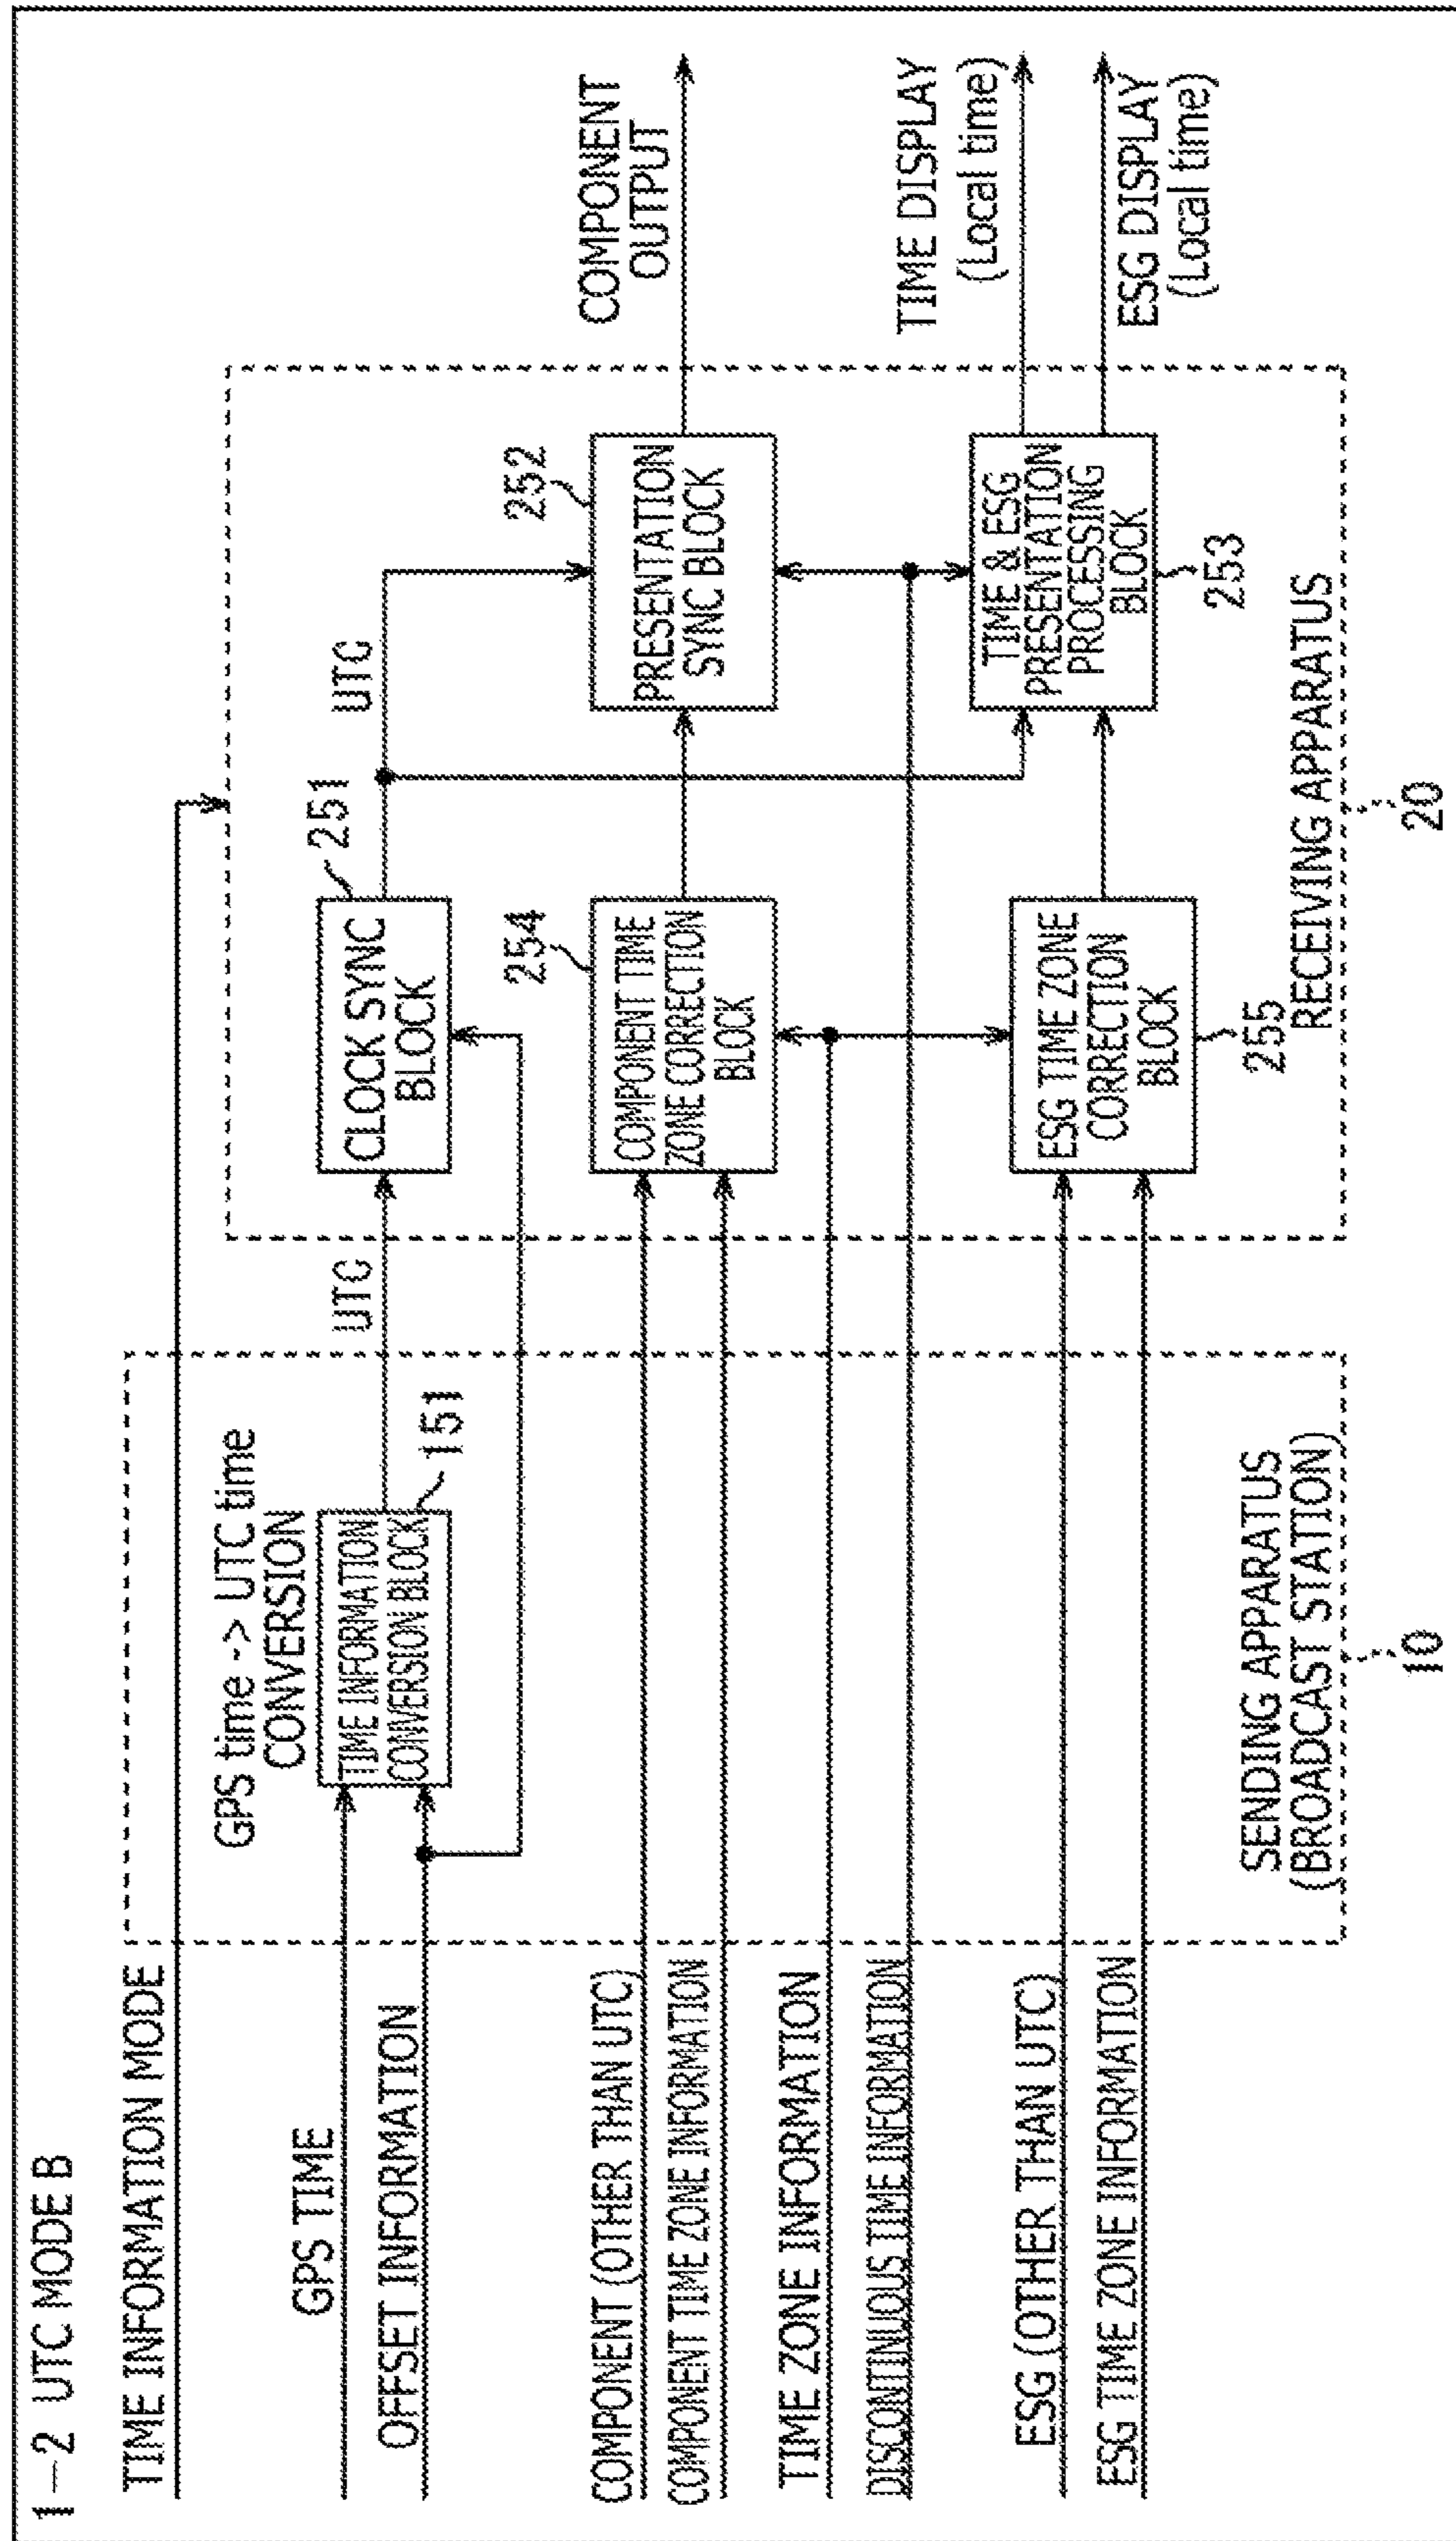 1-2 UTC MODE B
TIME INFORMATION MODE
GPS TIME
OFFSET INFORMATION
COMPONENT (OTHER THAN UTC)
COMPONENT TIME ZONE INFORMATION
TIME ZONE INFORMATION
DISCONTINUOUS TIME INFORMATION
ESG (OTHER THAN UTC)
ESG TIME ZONE INFORMATION
GPS time -> UTC time
CONVERSION
TIME INFORMATION
CONVERSION BLOCK
151
SENDING APPARATUS
(BROADCAST STATION)
10
UTC
CLOCK SYNC
BLOCK
251
UTC
COMPONENT TIME
ZONE CORRECTION
BLOCK
254
ESG TIME ZONE
CORRECTION
BLOCK
255
PRESENTATION
SYNC BLOCK
252
TIME & ESG
PRESENTATION
PROCESSING
BLOCK
253
RECEIVING APPARATUS
20
COMPONENT
OUTPUT
TIME DISPLAY
(Local time)
ESG DISPLAY
(Local time)